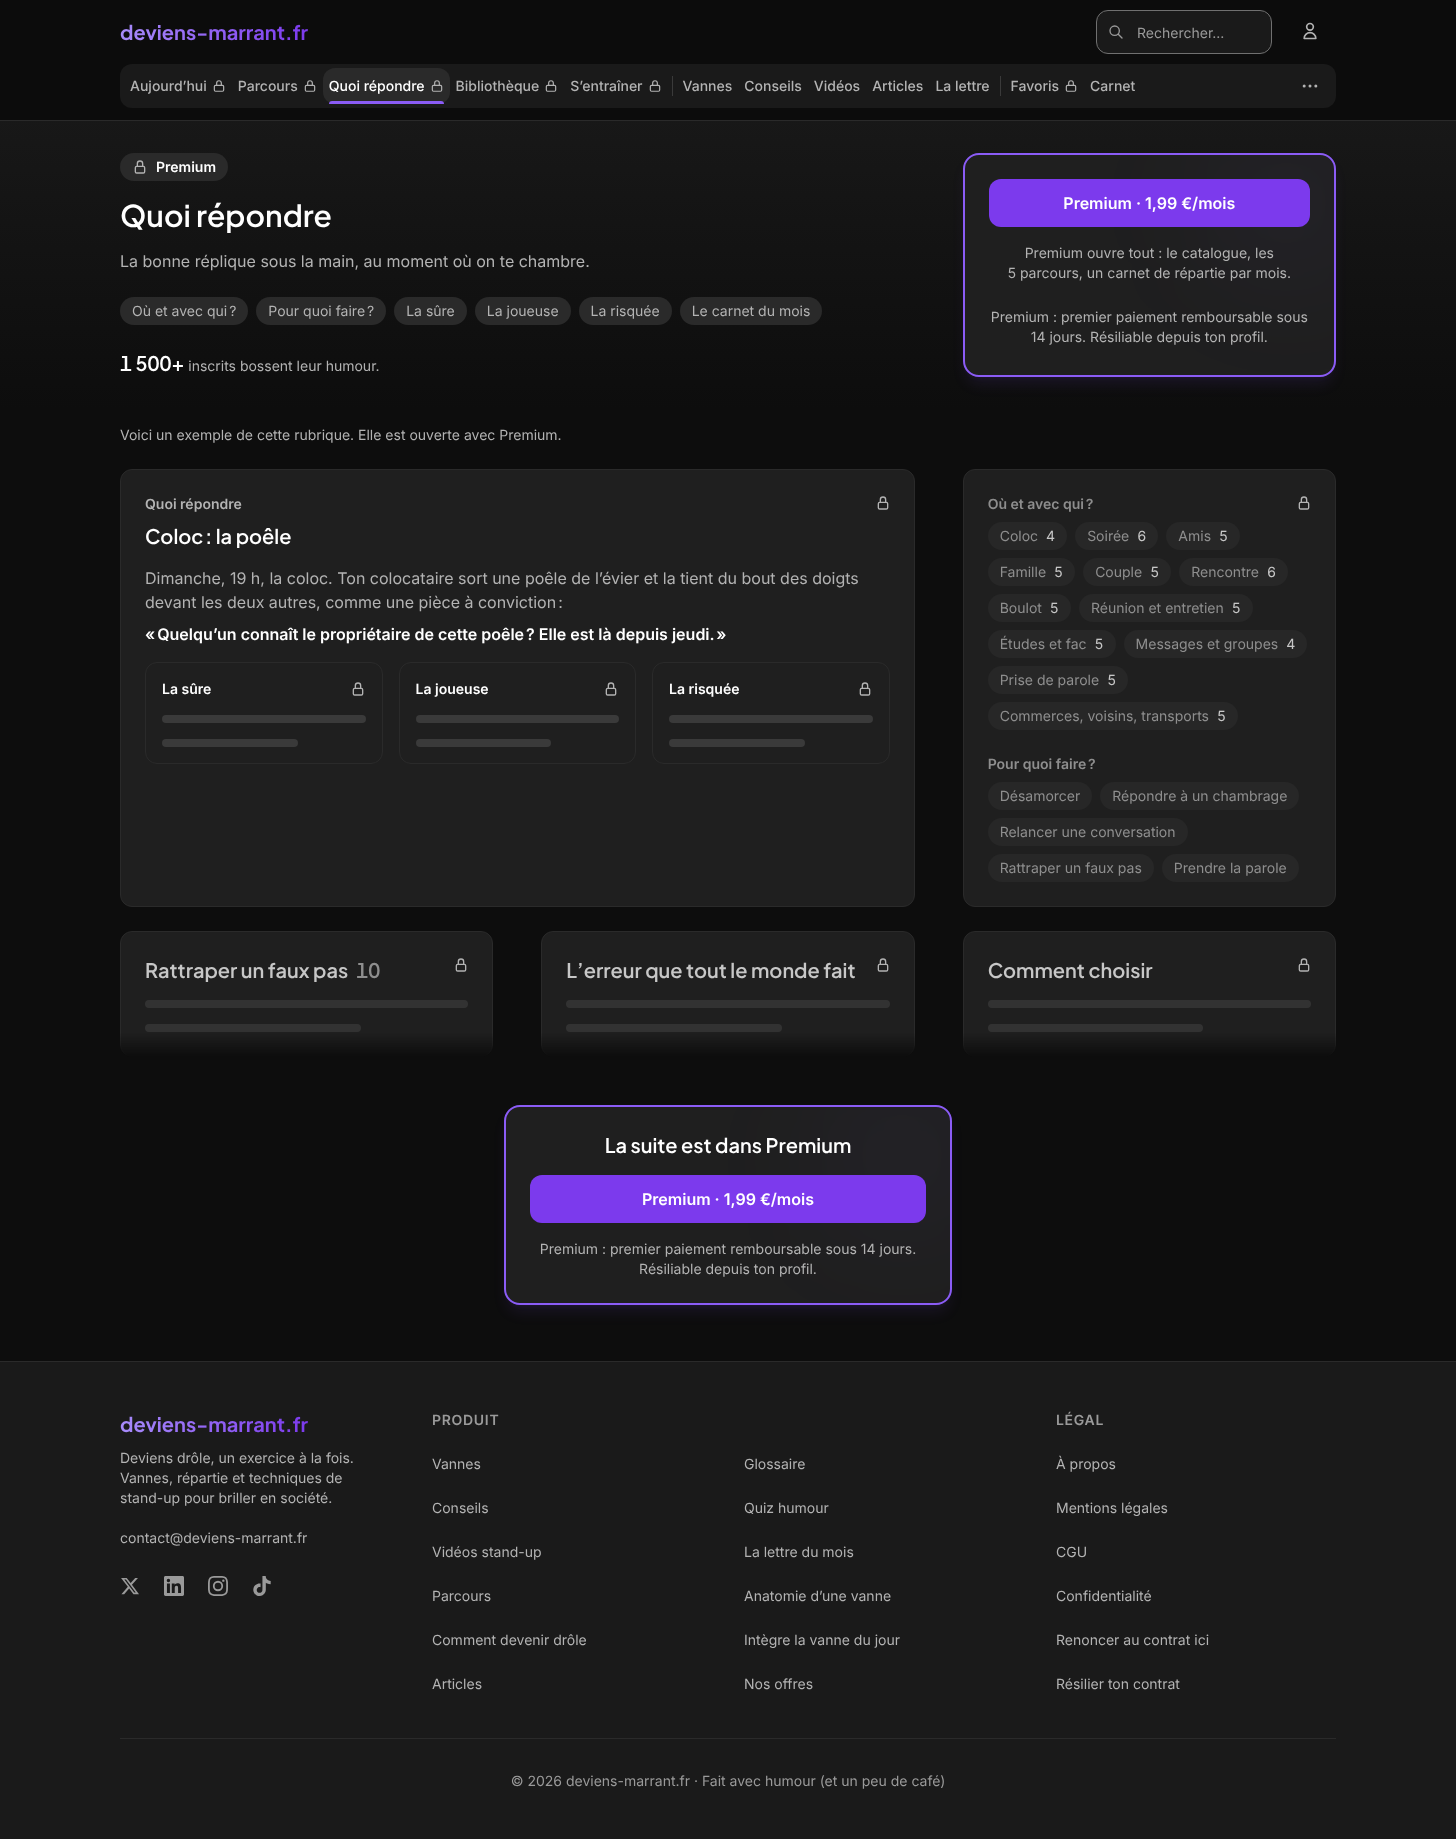 deviens-marrant.fr
Rechercher...
Aujourd’hui
Parcours
Quoi répondre
Bibliothèque
S’entraîner
Vannes
Conseils
Vidéos
Articles
La lettre
Favoris
Carnet
Premium
Quoi répondre
La bonne réplique sous la main, au moment où on te chambre.
Où et avec qui ?
Pour quoi faire ?
La sûre
La joueuse
La risquée
Le carnet du mois
1 500+ inscrits bossent leur humour.
Premium · 1,99 €/mois
Premium ouvre tout : le catalogue, les
5 parcours, un carnet de répartie par mois.
Premium : premier paiement remboursable sous
14 jours. Résiliable depuis ton profil.
Voici un exemple de cette rubrique. Elle est ouverte avec Premium.
Quoi répondre
Coloc : la poêle
Dimanche, 19 h, la coloc. Ton colocataire sort une poêle de l’évier et la tient du bout des doigts
devant les deux autres, comme une pièce à conviction :
« Quelqu’un connaît le propriétaire de cette poêle ? Elle est là depuis jeudi. »
La sûre
La joueuse
La risquée
Où et avec qui ?
Coloc 4
Soirée 6
Amis 5
Famille 5
Couple 5
Rencontre 6
Boulot 5
Réunion et entretien 5
Études et fac 5
Messages et groupes 4
Prise de parole 5
Commerces, voisins, transports 5
Pour quoi faire ?
Désamorcer
Répondre à un chambrage
Relancer une conversation
Rattraper un faux pas
Prendre la parole
Rattraper un faux pas 10
L’erreur que tout le monde fait
Comment choisir
La suite est dans Premium
Premium · 1,99 €/mois
Premium : premier paiement remboursable sous 14 jours.
Résiliable depuis ton profil.
deviens-marrant.fr
Deviens drôle, un exercice à la fois.
Vannes, répartie et techniques de
stand-up pour briller en société.
contact@deviens-marrant.fr
PRODUIT
Vannes
Conseils
Vidéos stand-up
Parcours
Comment devenir drôle
Articles
Glossaire
Quiz humour
La lettre du mois
Anatomie d’une vanne
Intègre la vanne du jour
Nos offres
LÉGAL
À propos
Mentions légales
CGU
Confidentialité
Renoncer au contrat ici
Résilier ton contrat
© 2026 deviens-marrant.fr · Fait avec humour (et un peu de café)